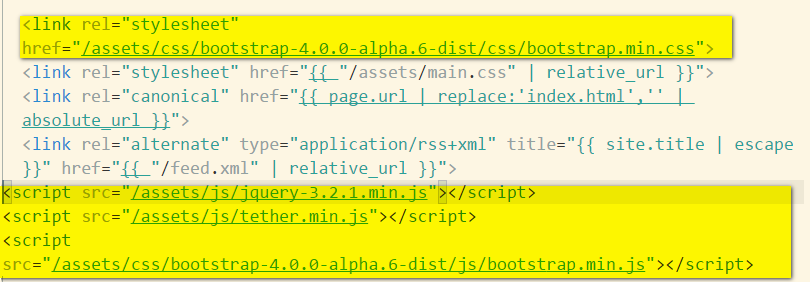 <link rel="stylesheet"
href="/assets/css/bootstrap-4.0.0-alpha.6-dist/css/bootstrap.min.css">
<link rel="stylesheet" href="{{ "/assets/main.css" | relative_url }}">
<link rel="canonical" href="{{ page.url | replace:'index.html','' |
absolute_url }}">
<link rel="alternate" type="application/rss+xml" title="{{ site.title | escape
}}" href="{{ "/feed.xml" | relative_url }}">
<script src="/assets/js/jquery-3.2.1.min.js"></script>
<script src="/assets/js/tether.min.js"></script>
<script
src="/assets/css/bootstrap-4.0.0-alpha.6-dist/js/bootstrap.min.js"></script>